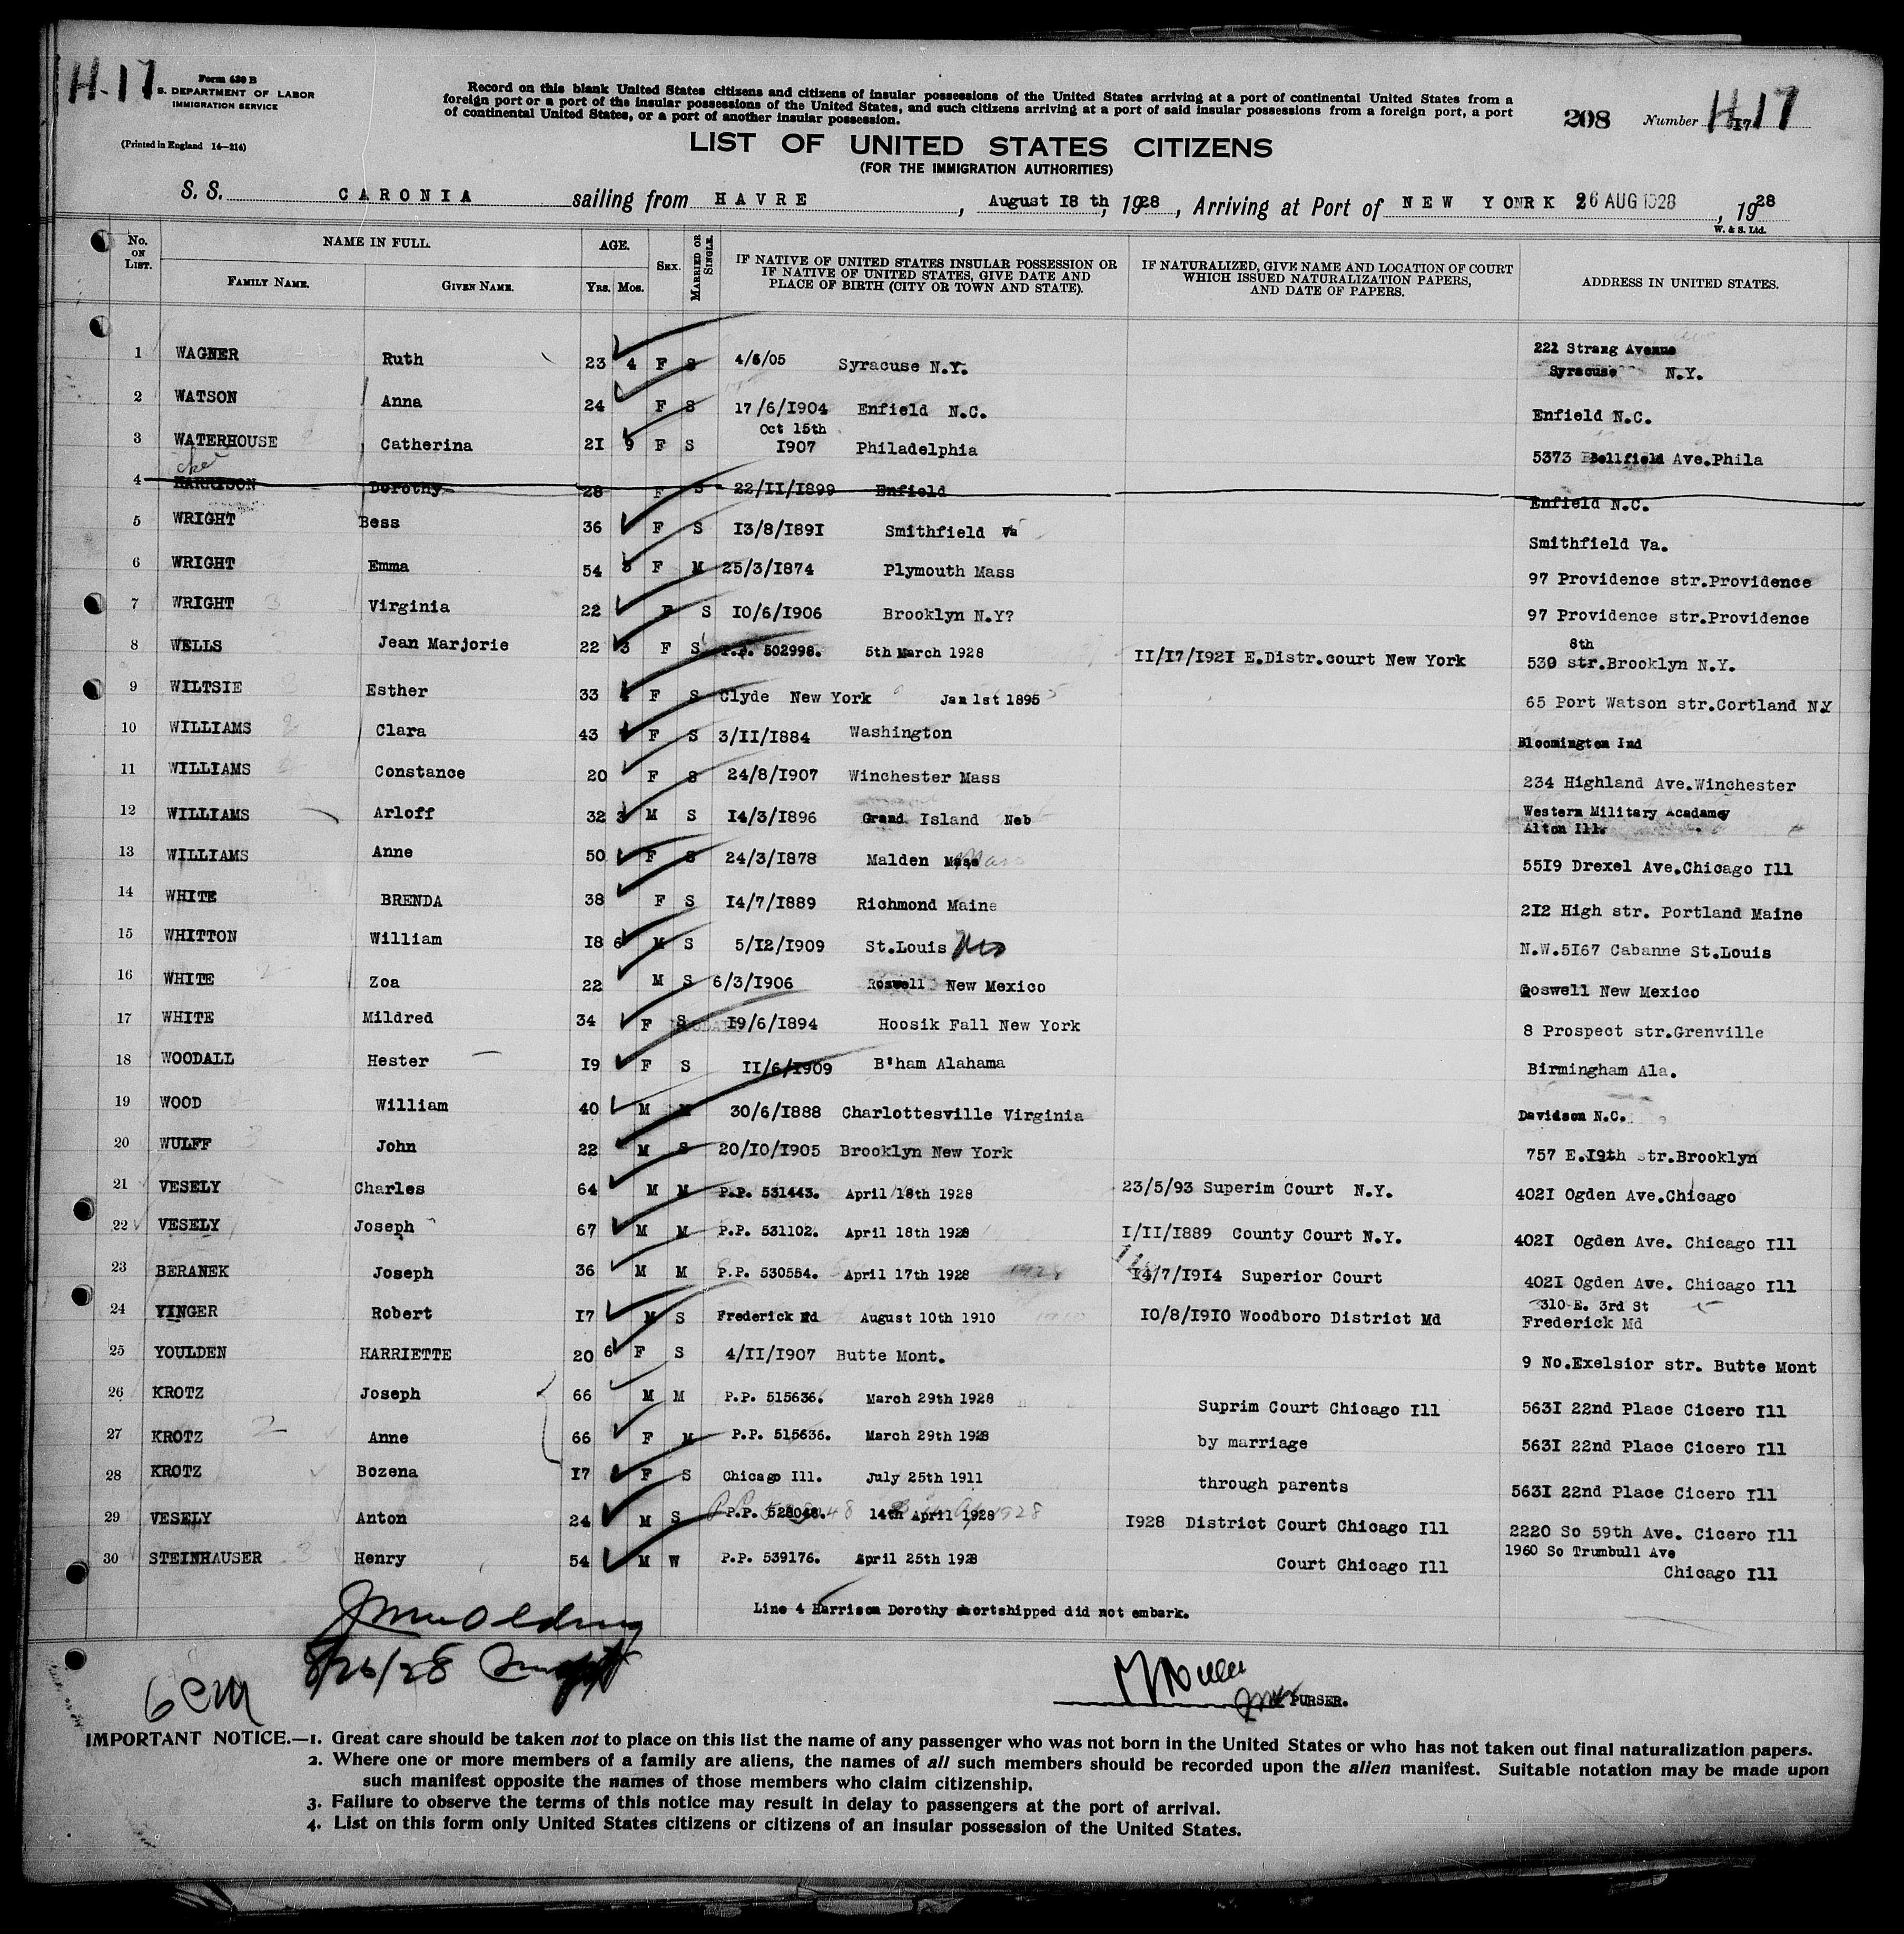 H-17
Form 630 B
S. DEPARTMENT OF LABOR
IMMIGRATION SERVICE
(Printed in England 14—214)
Record on this blank United States citizens and citizens of insular possessions of the United States arriving at a port of continental United States from a
foreign port or a port of the insular possessions of the United States, and such citizens arriving at a port of said insular possessions from a foreign port, a port
of continental United States, or a port of another insular possession.
208 Number H-17
LIST OF UNITED STATES CITIZENS
(FOR THE IMMIGRATION AUTHORITIES)
S. S. CARONIA sailing from HAVRE, August 18 th, 1928, Arriving at Port of NEW YONRK 26 AUG 1928, 1928
W. & S. Ltd.
No. ON LIST. NAME IN FULL. FAMILY NAME. GIVEN NAME. AGE. YRS. MOS. SEX. MARRIED OR SINGLE. IF NATIVE OF UNITED STATES INSULAR POSSESSION OR IF NATIVE OF UNITED STATES, GIVE DATE AND PLACE OF BIRTH (CITY OR TOWN AND STATE). IF NATURALIZED, GIVE NAME AND LOCATION OF COURT WHICH ISSUED NATURALIZATION PAPERS, AND DATE OF PAPERS. ADDRESS IN UNITED STATES.
1 WAGNER Ruth 23 4 F S 4/6/05 Syracuse N.Y. 221 Strang Avenue
Syracuse N.Y.
2 WATSON Anna 24 F S 17/6/1904 Enfield N.C. Enfield N.C.
3 WATERHOUSE Catherina 21 9 F S Oct 15th 1907 Philadelphia 5373 Bellfield Ave.Phila
4 HARRISON Dorothy 28 F S 22/11/1899 Enfield Enfield N.C.
5 WRIGHT Bess 36 F S 13/8/1891 Smithfield Va Smithfield Va.
6 WRIGHT Emma 54 5 F M 25/3/1874 Plymouth Mass 97 Providence str.Providence
7 WRIGHT Virginia 22 F S 10/6/1906 Brooklyn N.Y? 97 Providence str.Providence
8 WELLS Jean Marjorie 22 3 F S P.P. 502998. 5th March 1928 11/17/1921 E.Distr.court New York 8th
530 str.Brooklyn N.Y.
9 WILTSIE Esther 33 F S Clyde New York Jan 1st 1895 65 Port Watson str.Cortland N.Y
10 WILLIAMS Clara 43 F S 3/11/1884 Washington Bloomington Ind
11 WILLIAMS Constance 20 F S 24/8/1907 Winchester Mass 234 Highland Ave.Winchester
12 WILLIAMS Arloff 32 3 M S 14/3/1896 Grand Island Neb Western Military Acadamey
Alton Ill.
13 WILLIAMS Anne 50 F S 24/3/1878 Malden Mass 5519 Drexel Ave.Chicago Ill
14 WHITE BRENDA 38 F S 14/7/1889 Richmond Maine 212 High str. Portland Maine
15 WHITTON William 18 6 M S 5/12/1909 St.Louis Mo N.W.5167 Cabanne St.Louis
16 WHITE Zoa 22 M S 6/3/1906 Roswell New Mexico Roswell New Mexico
17 WHITE Mildred 34 F S 19/6/1894 Hoosik Fall New York 8 Prospect str.Grenville
18 WOODALL Hester 19 F S 11/6/1909 B'ham Alahama Birmingham Ala.
19 WOOD William 40 M M 30/6/1888 Charlottesville Virginia Davidson N.C.
20 WULFF John 22 M S 20/10/1905 Brooklyn New York 757 E.19th str.Brooklyn
21 VESELY Charles 64 M M P.P. 531443. April 18th 1928 23/5/93 Superim Court N.Y. 4021 Ogden Ave.Chicago
22 VESELY Joseph 67 M M P.P. 531102. April 18th 1928 1/11/1889 County Court N.Y. 4021 Ogden Ave. Chicago Ill
23 BERANEK Joseph 36 M M P.P. 530554. April 17th 1928 14/7/1914 Superior Court 4021 Ogden Ave. Chicago Ill
24 YINGER Robert 17 M S Frederick Md August 10th 1910 10/8/1910 Woodboro District Md 310 E. 3rd St
Frederick Md
25 YOULDEN HARRIETTE 20 6 F S 4/11/1907 Butte Mont. 9 No.Exelsior str. Butte Mont
26 KROTZ Joseph 66 M M P.P. 515636. March 29th 1928 Suprim Court Chicago Ill 5631 22nd Place Cicero Ill
27 KROTZ Anne 66 F M P.P. 515636. March 29th 1928 by marriage 5631 22nd Place Cicero Ill
28 KROTZ Bozena 17 F S Chicago Ill. July 25th 1911 through parents 5631 22nd Place Cicero Ill
29 VESELY Anton 24 M S P.P. 528048. 14th April 1928 1928 District Court Chicago Ill 2220 So 59th Ave. Cicero Ill
30 STEINHAUSER Henry 54 M W P.P. 539176. April 25th 1928 Court Chicago Ill 1960 So Trumbull Ave
Chicago Ill
Line 4 Harrison Dorothy shortshipped did not embark.
8/26/28
PURSER.
IMPORTANT NOTICE.—1. Great care should be taken not to place on this list the name of any passenger who was not born in the United States or who has not taken out final naturalization papers.
2. Where one or more members of a family are aliens, the names of all such members should be recorded upon the alien manifest. Suitable notation may be made upon
such manifest opposite the names of those members who claim citizenship.
3. Failure to observe the terms of this notice may result in delay to passengers at the port of arrival.
4. List on this form only United States citizens or citizens of an insular possession of the United States.